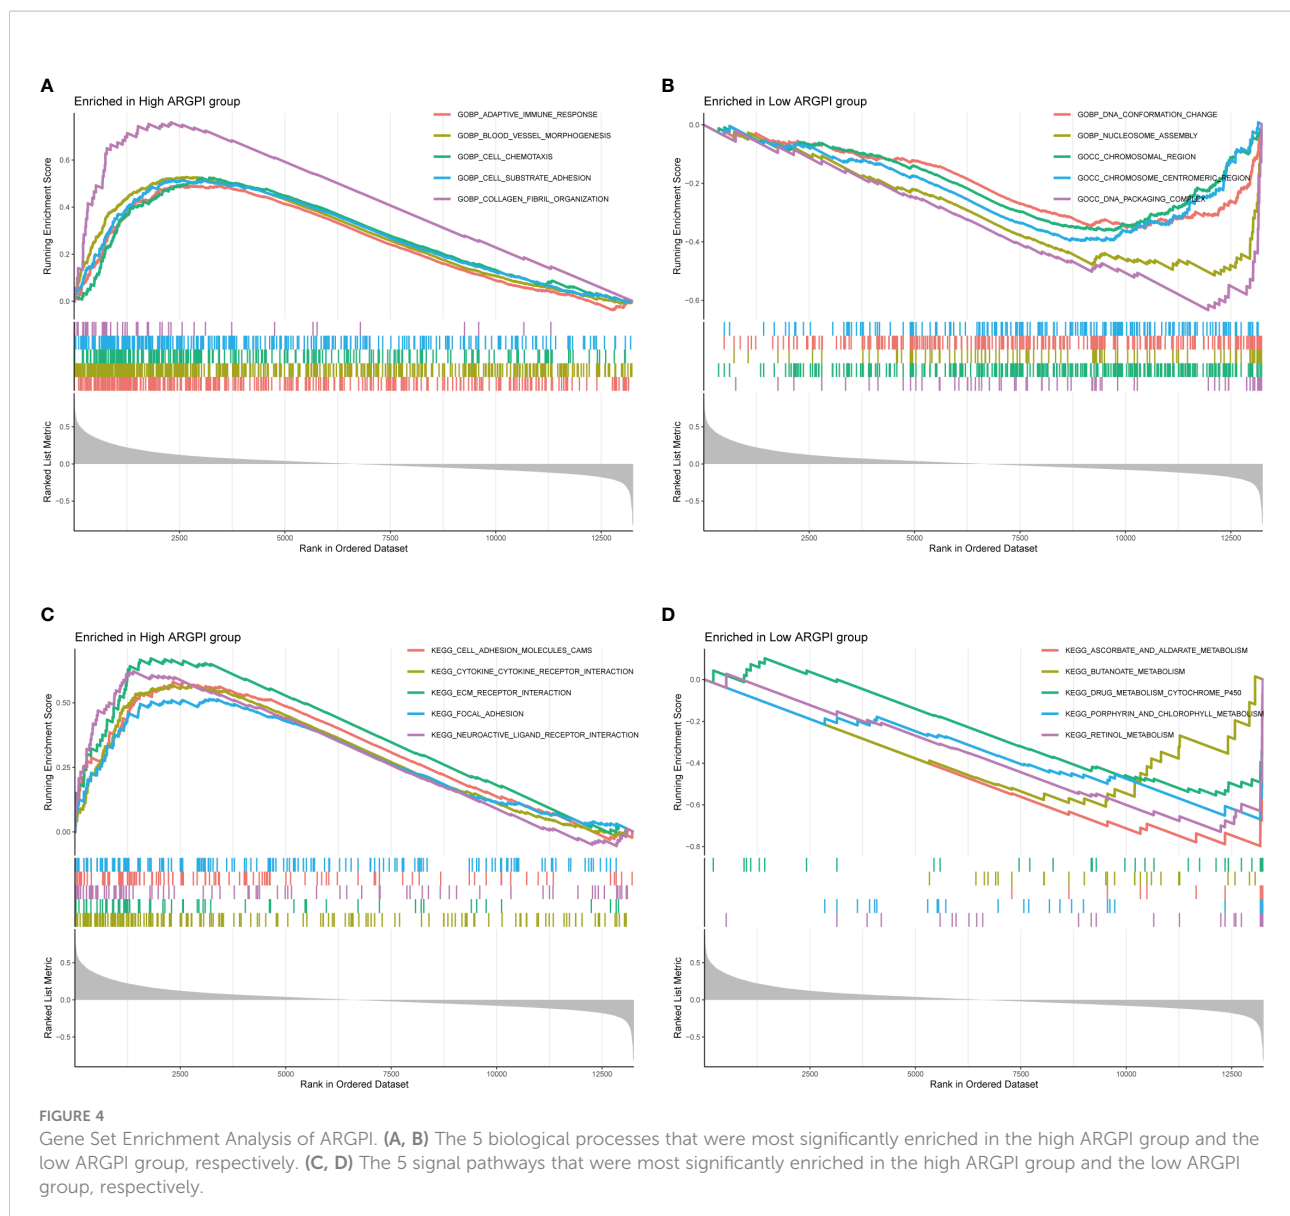 A
Enriched in High ARGPI group
GOBP_ADAPTIVE_IMMUNE_RESPONSE
GOBP_BLOOD_VESSEL_MORPHOGENESIS
GOBP_CELL_CHEMOTAXIS
GOBP_CELL_SUBSTRATE_ADHESION
GOBP_COLLAGEN_FIBRIL_ORGANIZATION
Running Enrichment Score
0.6
0.4
0.2
0.0
Ranked List Metric
0.5
0.0
−0.5
2500 5000 7500 10000 12500
Rank in Ordered Dataset
B
Enriched in Low ARGPI group
GOBP_DNA_CONFORMATION_CHANGE
GOBP_NUCLEOSOME_ASSEMBLY
GOCC_CHROMOSOMAL_REGION
GOCC_CHROMOSOME_CENTROMERIC_REGION
GOCC_DNA_PACKAGING_COMPLEX
Running Enrichment Score
0.0
−0.2
−0.4
−0.6
Ranked List Metric
0.5
0.0
−0.5
2500 5000 7500 10000 12500
Rank in Ordered Dataset
C
Enriched in High ARGPI group
KEGG_CELL_ADHESION_MOLECULES_CAMS
KEGG_CYTOKINE_CYTOKINE_RECEPTOR_INTERACTION
KEGG_ECM_RECEPTOR_INTERACTION
KEGG_FOCAL_ADHESION
KEGG_NEUROACTIVE_LIGAND_RECEPTOR_INTERACTION
Running Enrichment Score
0.50
0.25
0.00
Ranked List Metric
0.5
0.0
−0.5
2500 5000 7500 10000 12500
Rank in Ordered Dataset
D
Enriched in Low ARGPI group
KEGG_ASCORBATE_AND_ALDARATE_METABOLISM
KEGG_BUTANOATE_METABOLISM
KEGG_DRUG_METABOLISM_CYTOCHROME_P450
KEGG_PORPHYRIN_AND_CHLOROPHYLL_METABOLISM
KEGG_RETINOL_METABOLISM
Running Enrichment Score
0.0
−0.2
−0.4
−0.6
−0.8
Ranked List Metric
0.5
0.0
−0.5
2500 5000 7500 10000 12500
Rank in Ordered Dataset
FIGURE 4
Gene Set Enrichment Analysis of ARGPI. (A, B) The 5 biological processes that were most significantly enriched in the high ARGPI group and the
low ARGPI group, respectively. (C, D) The 5 signal pathways that were most significantly enriched in the high ARGPI group and the low ARGPI
group, respectively.